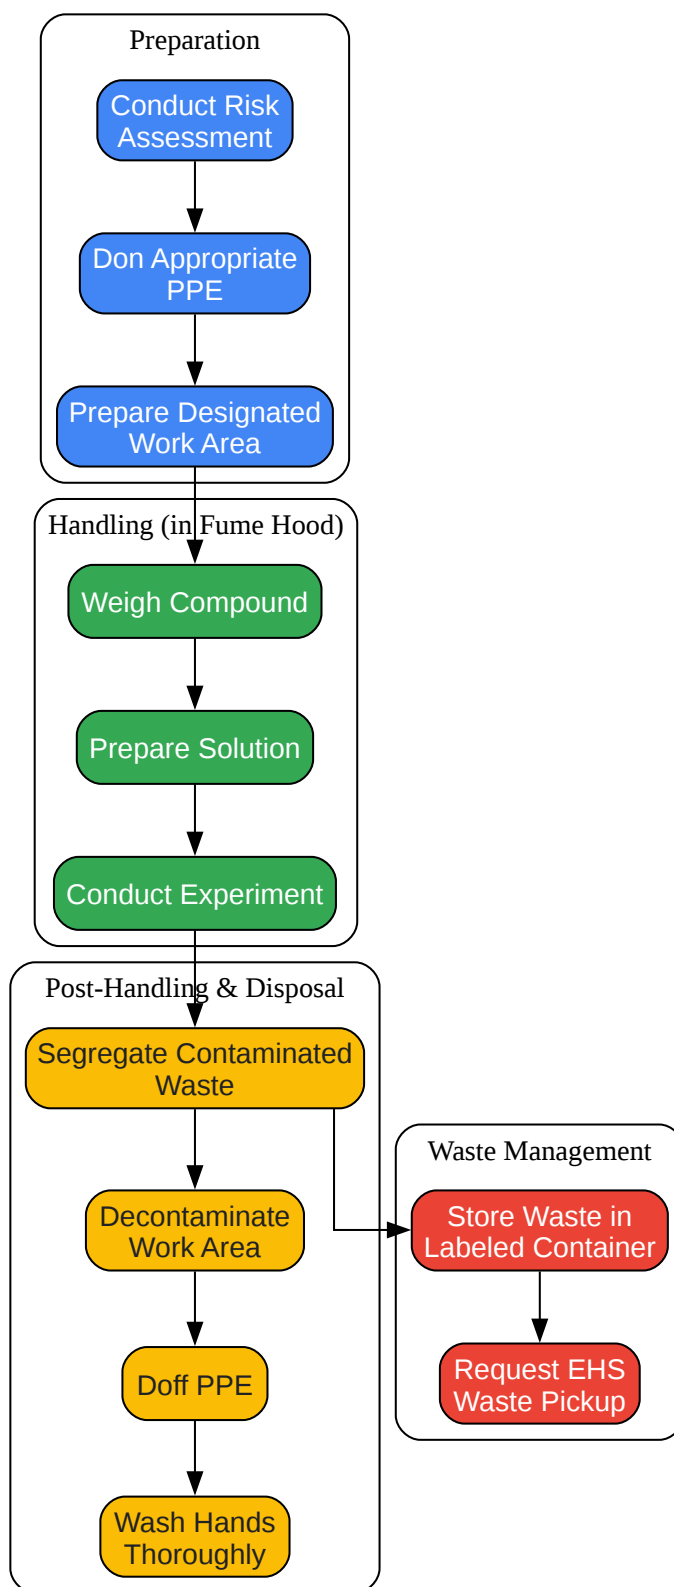 Preparation
Conduct Risk
Assessment
Don Appropriate
PPE
Prepare Designated
Work Area
Handling (in Fume Hood)
Weigh Compound
Prepare Solution
Conduct Experiment
Post-Handling & Disposal
Segregate Contaminated
Waste
Decontaminate
Work Area
Doff PPE
Wash Hands
Thoroughly
Waste Management
Store Waste in
Labeled Container
Request EHS
Waste Pickup